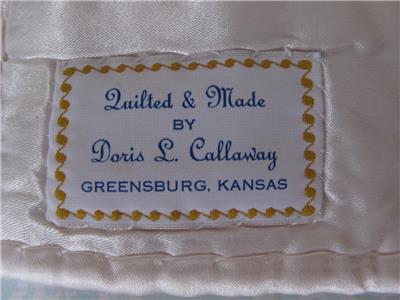 Quilted & Made
BY
Doris L. Callaway
GREENSBURG, KANSAS